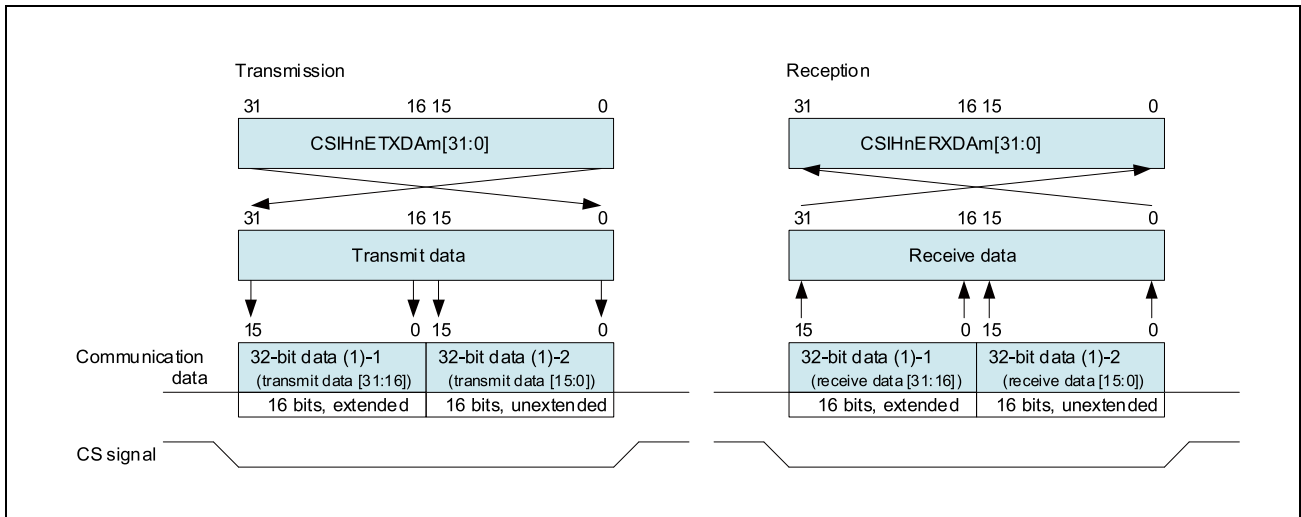 Transmission
31 16 15 0
CSIHnETXDAm[31:0]
31 16 15 0
Transmit data
15 0 15 0
Communication data
32-bit data (1)-1
(transmit data [31:16])
32-bit data (1)-2
(transmit data [15:0])
16 bits, extended
16 bits, unextended
CS signal
Reception
31 16 15 0
CSIHnERXDAm[31:0]
31 16 15 0
Receive data
15 0 15 0
32-bit data (1)-1
(receive data [31:16])
32-bit data (1)-2
(receive data [15:0])
16 bits, extended
16 bits, unextended